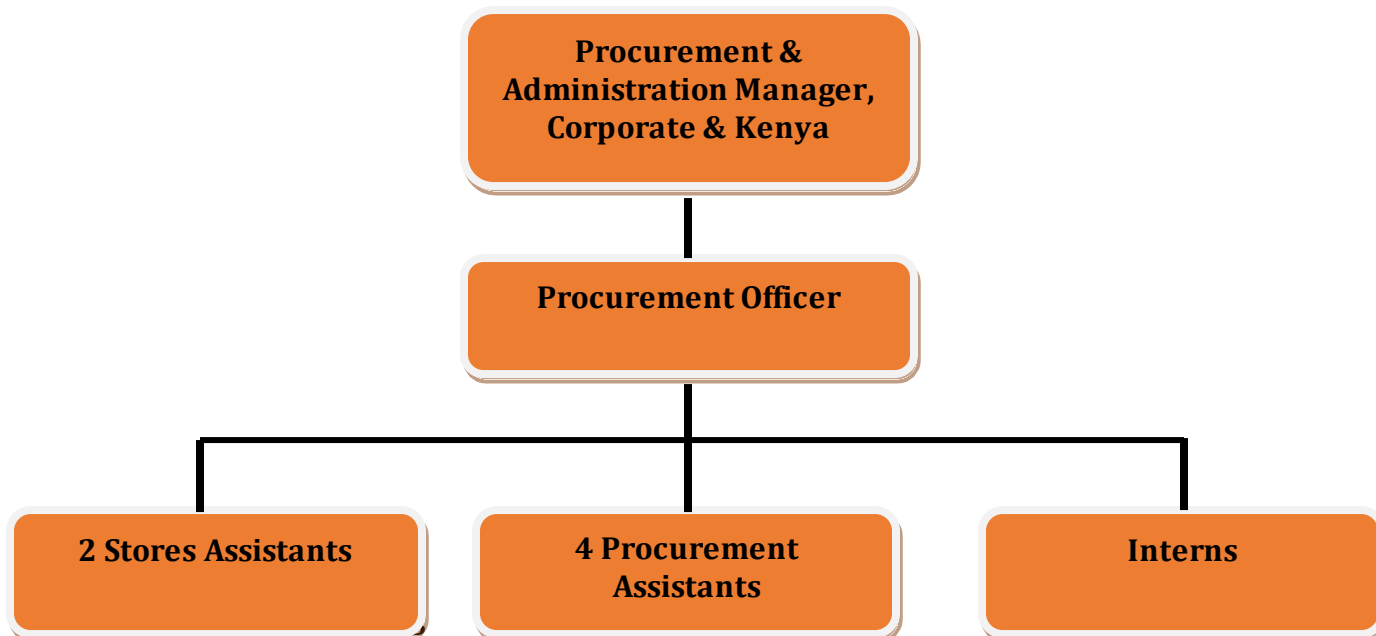 Procurement &
Administration Manager,
Corporate & Kenya
Procurement Officer
2 Stores Assistants
4 Procurement
Assistants
Interns